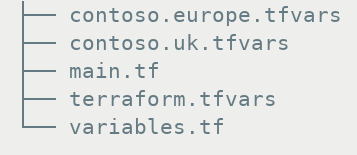 ├── contoso.europe.tfvars
├── contoso.uk.tfvars
├── main.tf
├── terraform.tfvars
└── variables.tf